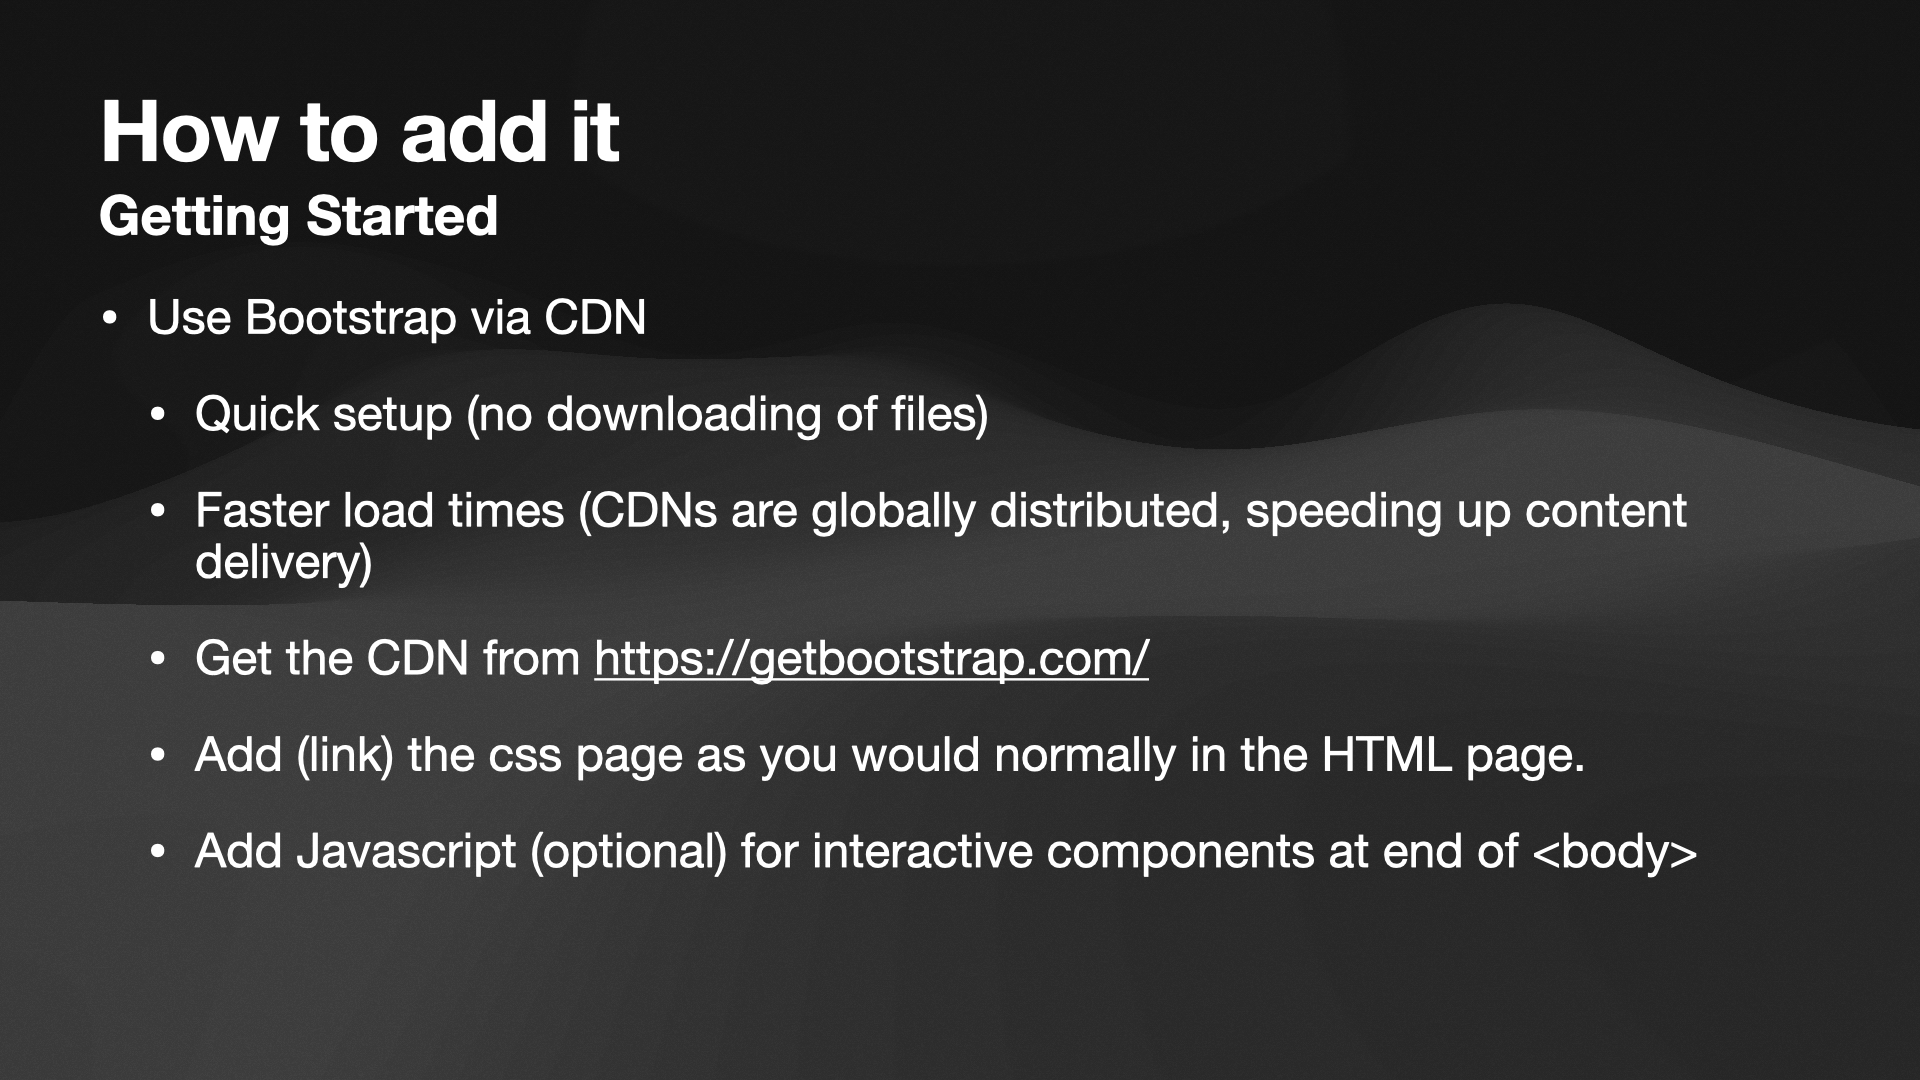 How to add it
Getting Started
• Use Bootstrap via CDN
• Quick setup (no downloading of files)
• Faster load times (CDNs are globally distributed, speeding up content
delivery)
• Get the CDN from https://getbootstrap.com/
• Add (link) the css page as you would normally in the HTML page.
• Add Javascript (optional) for interactive components at end of <body>